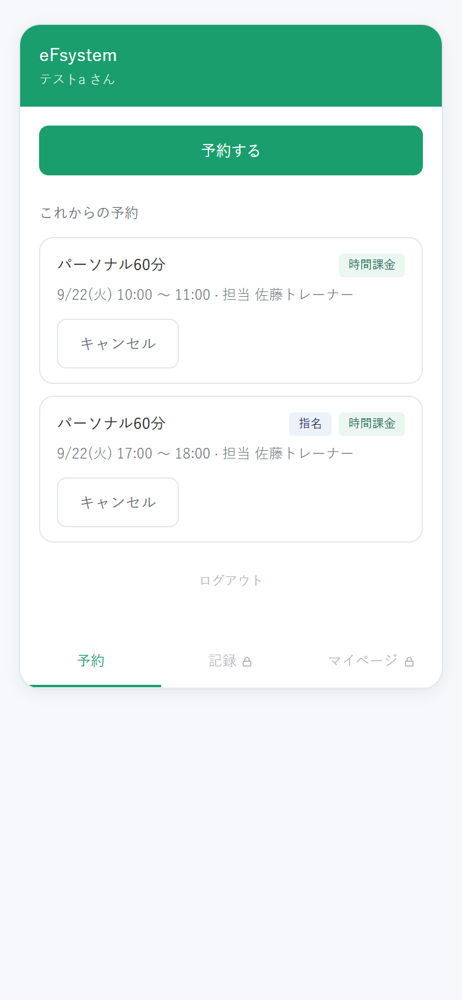 eFsystem
テストa さん
予約する
これからの予約
パーソナル60分 時間課金
9/22(火) 10:00 〜 11:00 · 担当 佐藤トレーナー
キャンセル
パーソナル60分 指名 時間課金
9/22(火) 17:00 〜 18:00 · 担当 佐藤トレーナー
キャンセル
ログアウト
予約 記録 マイページ